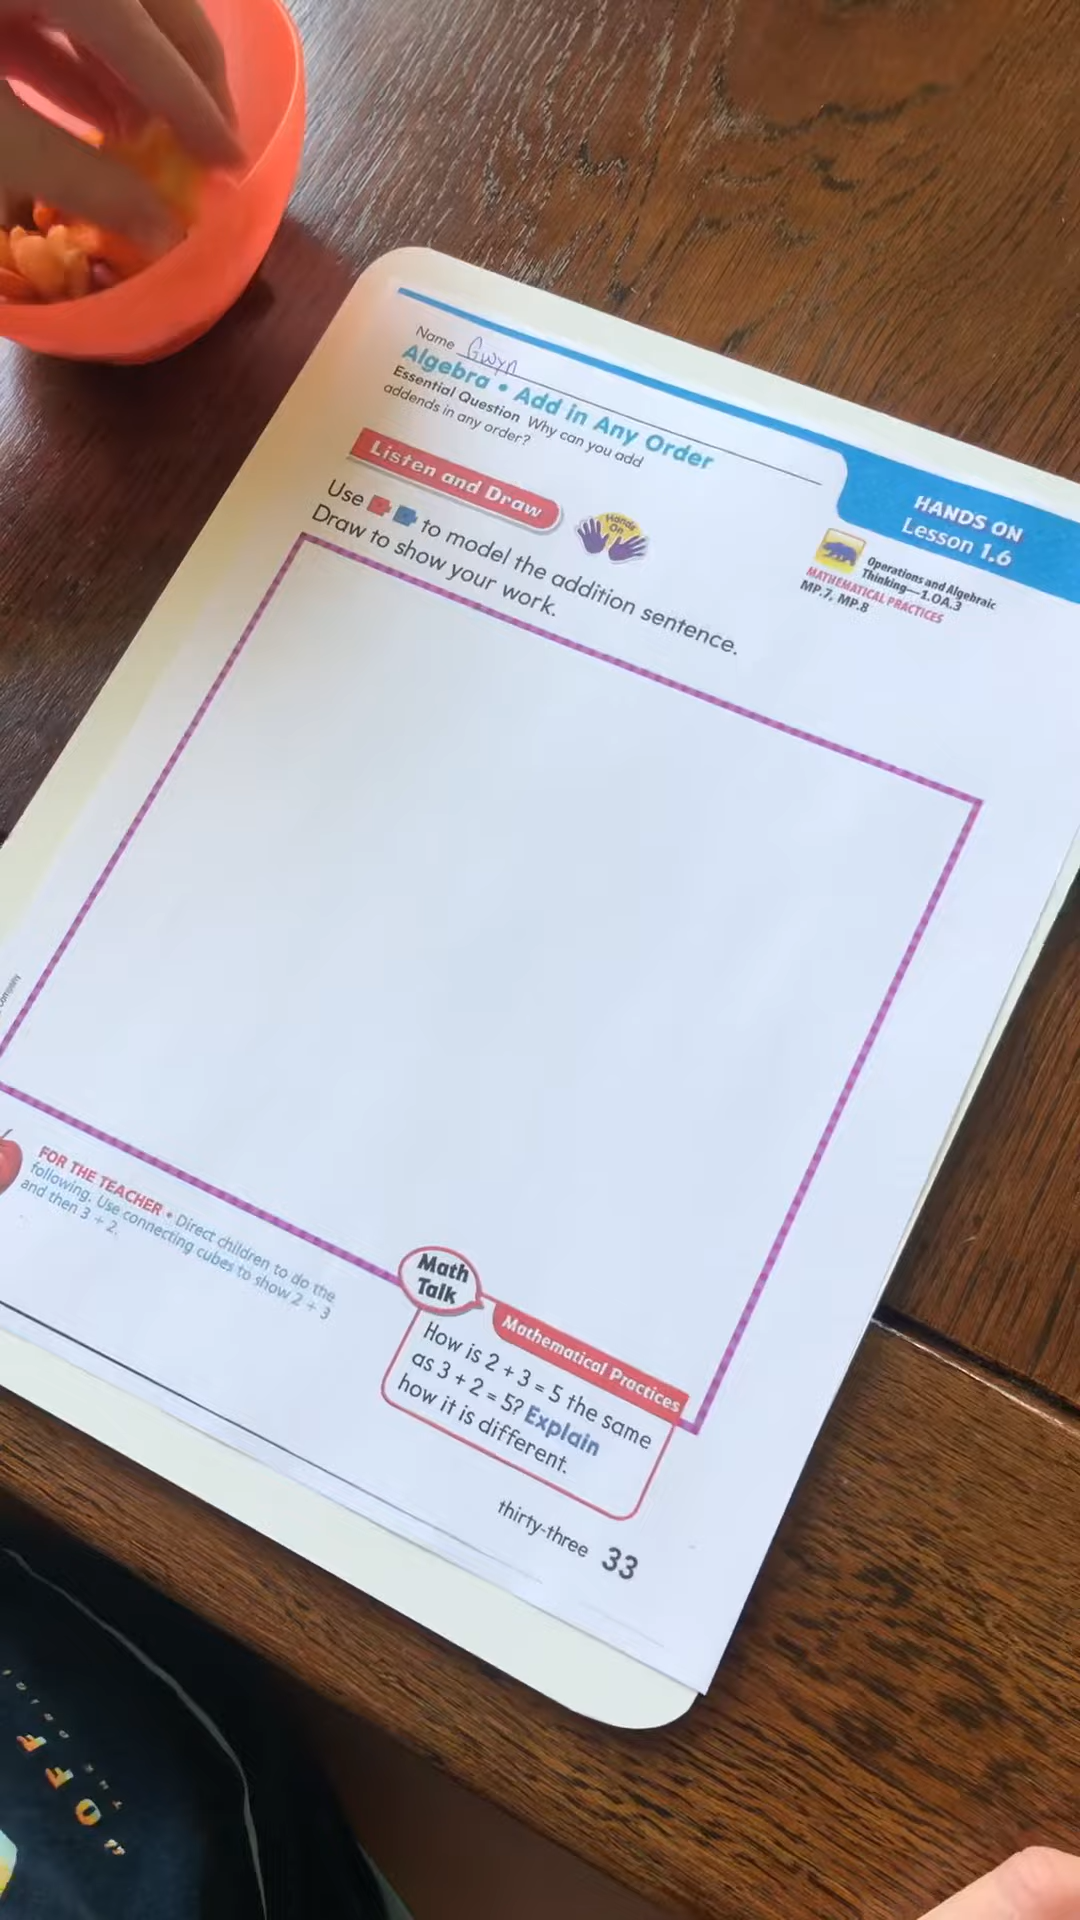 Name Gwyn
Algebra • Add in Any Order
Essential Question Why can you add
addends in any order?
HANDS ON
Lesson 1.6
Operations and Algebraic
Thinking—1.OA.3
MATHEMATICAL PRACTICES
MP.7, MP.8
Listen and Draw
Hands
On
Use to model the addition sentence.
Draw to show your work.
Company
FOR THE TEACHER • Direct children to do the
following. Use connecting cubes to show 2 + 3
and then 3 + 2.
Math
Talk
Mathematical Practices
How is 2 + 3 = 5 the same
as 3 + 2 = 5? Explain
how it is different.
thirty-three 33